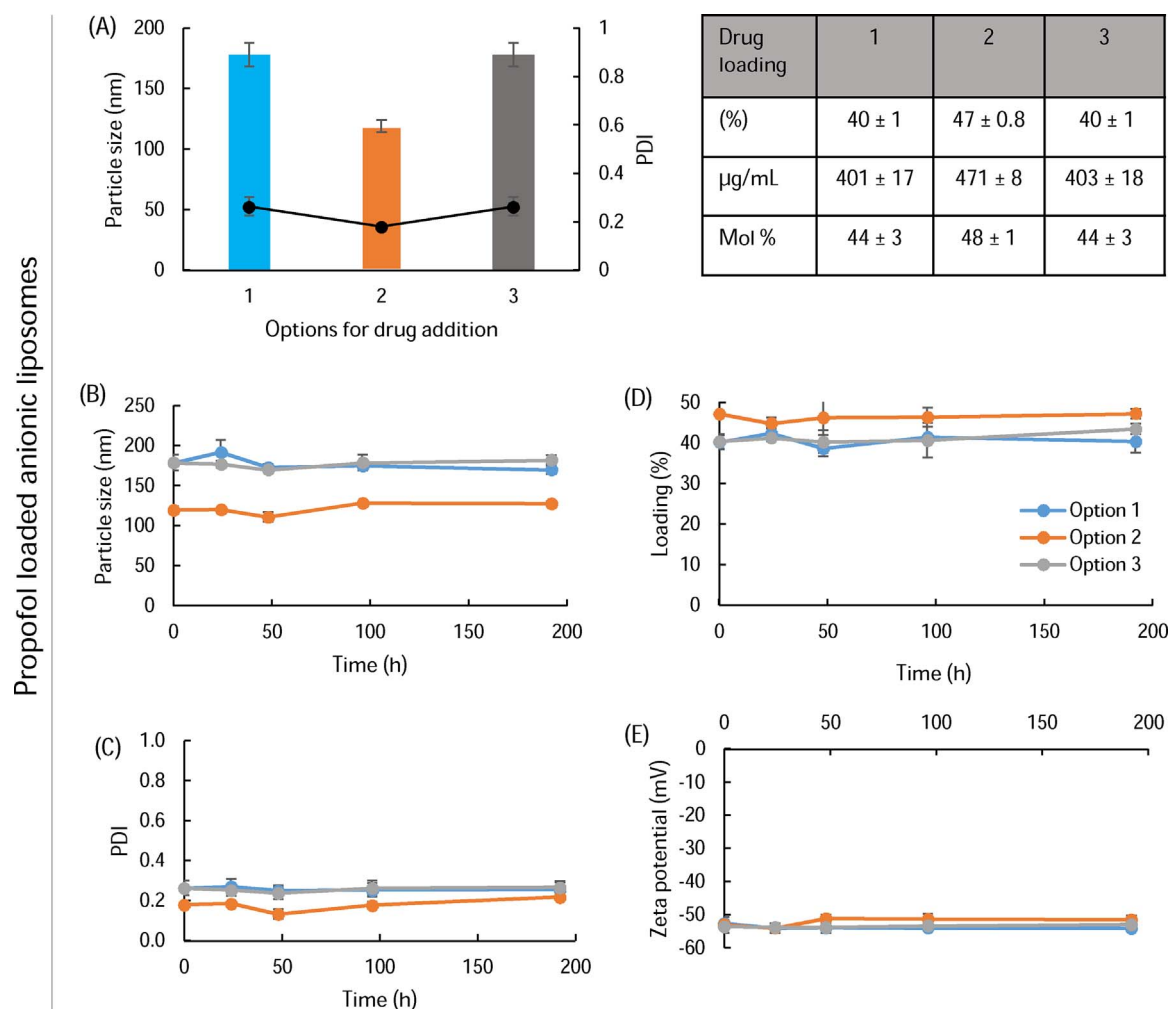 Propofol loaded anionic liposomes
(A)
200
150
100
50
0
Particle size (nm)
1
0.8
0.6
0.4
0.2
0
PDI
1 2 3
Options for drug addition
Drug loading 1 2 3
(%) 40 ± 1 47 ± 0.8 40 ± 1
µg/mL 401 ± 17 471 ± 8 403 ± 18
Mol % 44 ± 3 48 ± 1 44 ± 3
(B)
250
200
150
100
50
0
Particle size (nm)
0 50 100 150 200
Time (h)
(D)
50
40
30
20
10
0
Loading (%)
Option 1
Option 2
Option 3
0 50 100 150 200
Time (h)
(C)
1.0
0.8
0.6
0.4
0.2
0.0
PDI
0 50 100 150 200
Time (h)
(E)
0 50 100 150 200
0
-10
-20
-30
-40
-50
-60
Zeta potential (mV)